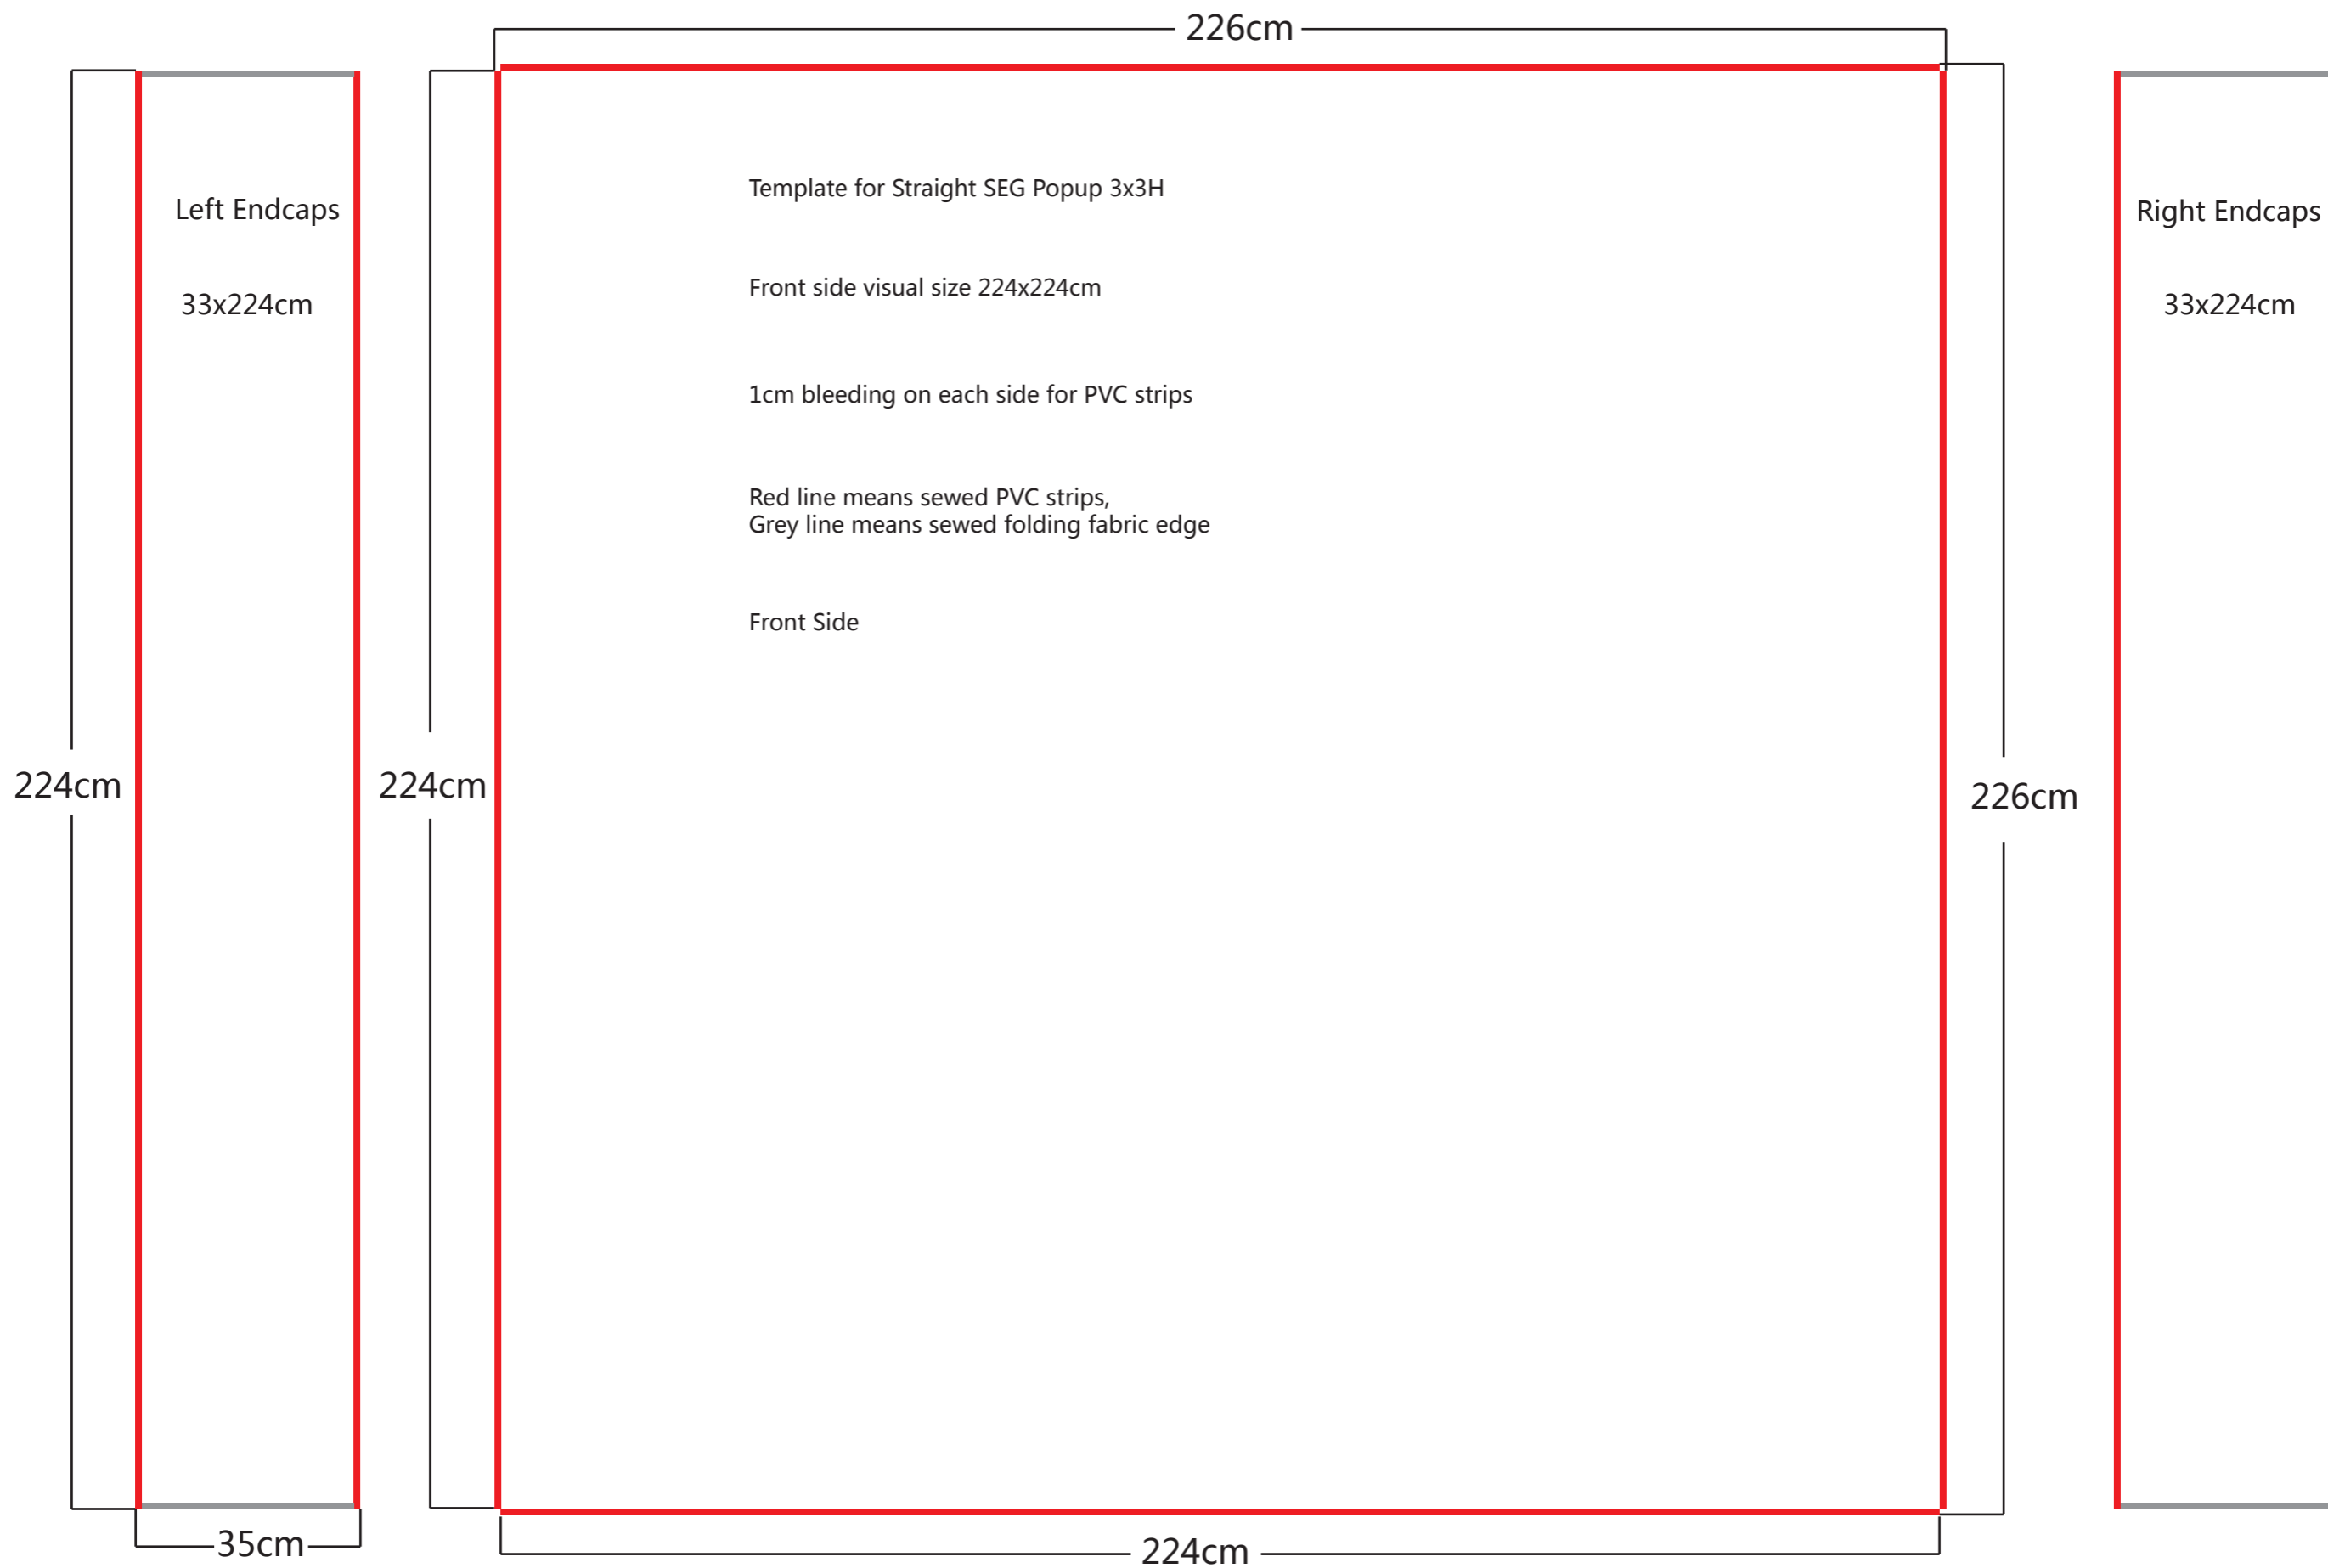 226cm
Left Endcaps
33x224cm
224cm
35cm
224cm
Template for Straight SEG Popup 3x3H
Front side visual size 224x224cm
1cm bleeding on each side for PVC strips
Red line means sewed PVC strips,
Grey line means sewed folding fabric edge
Front Side
226cm
224cm
Right Endcaps
33x224cm